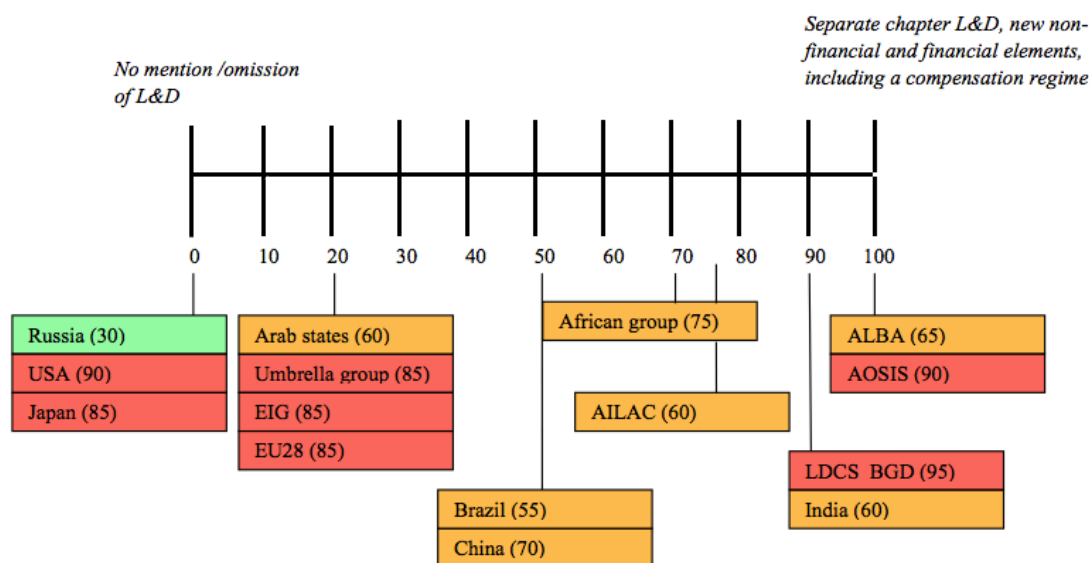 Separate chapter L&D, new non-
financial and financial elements,
including a compensation regime
No mention /omission
of L&D
0 10 20 30 40 50 60 70 80 90 100
Russia (30)
USA (90)
Japan (85)
Arab states (60)
Umbrella group (85)
EIG (85)
EU28 (85)
Brazil (55)
China (70)
African group (75)
AILAC (60)
LDCS BGD (95)
India (60)
ALBA (65)
AOSIS (90)